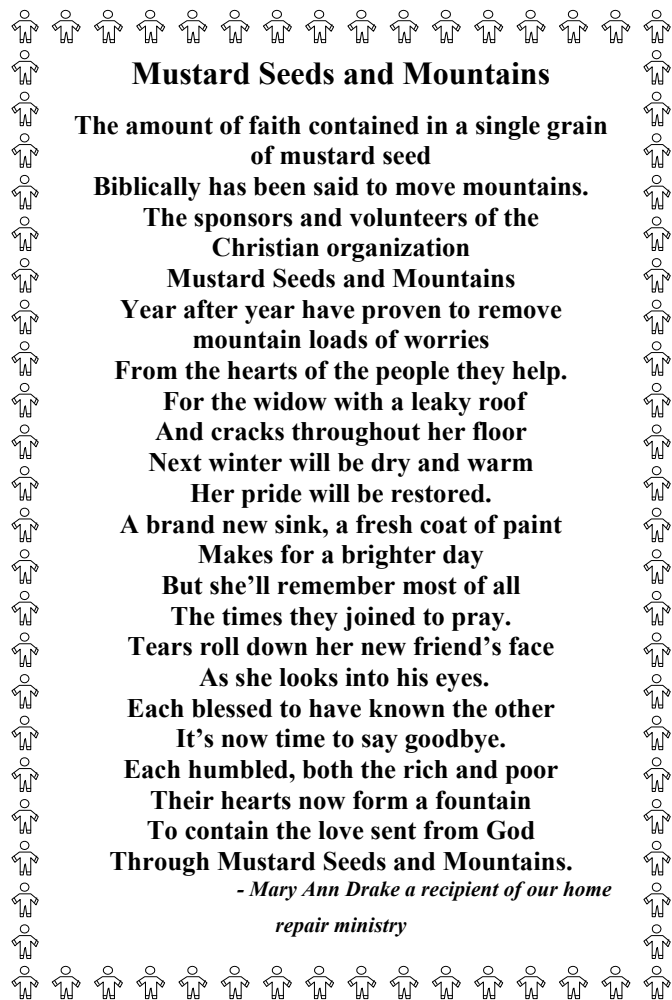 Mustard Seeds and Mountains
The amount of faith contained in a single grain
of mustard seed
Biblically has been said to move mountains.
The sponsors and volunteers of the
Christian organization
Mustard Seeds and Mountains
Year after year have proven to remove
mountain loads of worries
From the hearts of the people they help.
For the widow with a leaky roof
And cracks throughout her floor
Next winter will be dry and warm
Her pride will be restored.
A brand new sink, a fresh coat of paint
Makes for a brighter day
But she’ll remember most of all
The times they joined to pray.
Tears roll down her new friend’s face
As she looks into his eyes.
Each blessed to have known the other
It’s now time to say goodbye.
Each humbled, both the rich and poor
Their hearts now form a fountain
To contain the love sent from God
Through Mustard Seeds and Mountains.
- Mary Ann Drake a recipient of our home
repair ministry